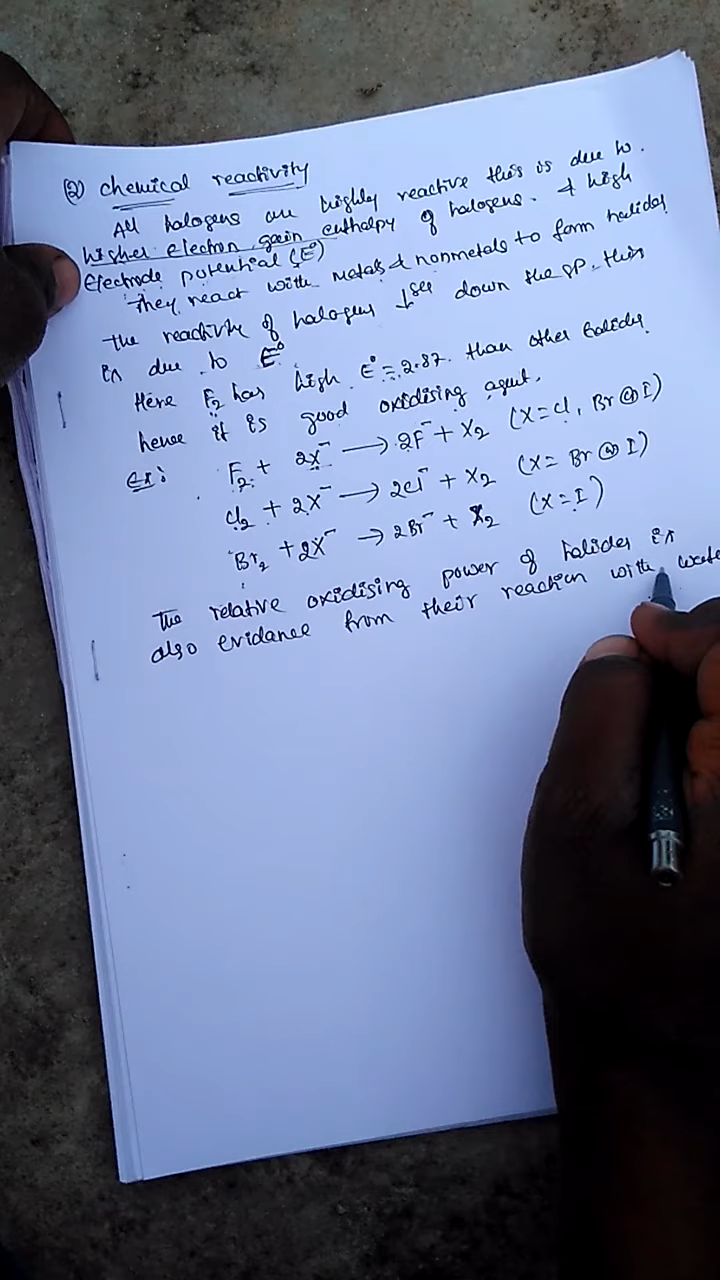 (2) chemical reactivity
All halogens are highly reactive this is due to
higher electron gain enthalpy of halogens. & high
Electrode potential (E°)
They react with metals & nonmetals to form halides
the reactivity of halogens ↓ses down the gp. this
is due to E°
Here F₂ has high E° = 2.87. than other halides
hence it is good oxidising agent.
Ex: F₂ + 2X⁻ → 2F⁻ + X₂ (X = Cl, Br or I)
Cl₂ + 2X⁻ → 2Cl⁻ + X₂ (X = Br or I)
Br₂ + 2X⁻ → 2Br⁻ + X₂ (X = I)
The relative oxidising power of halides is
also evidance from their reaction with wate